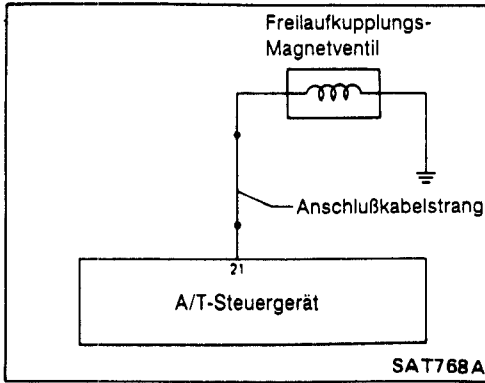 Freilaufkupplungs-
Magnetventil
Anschlußkabelstrang
21
A/T-Steuergerät
SAT768A